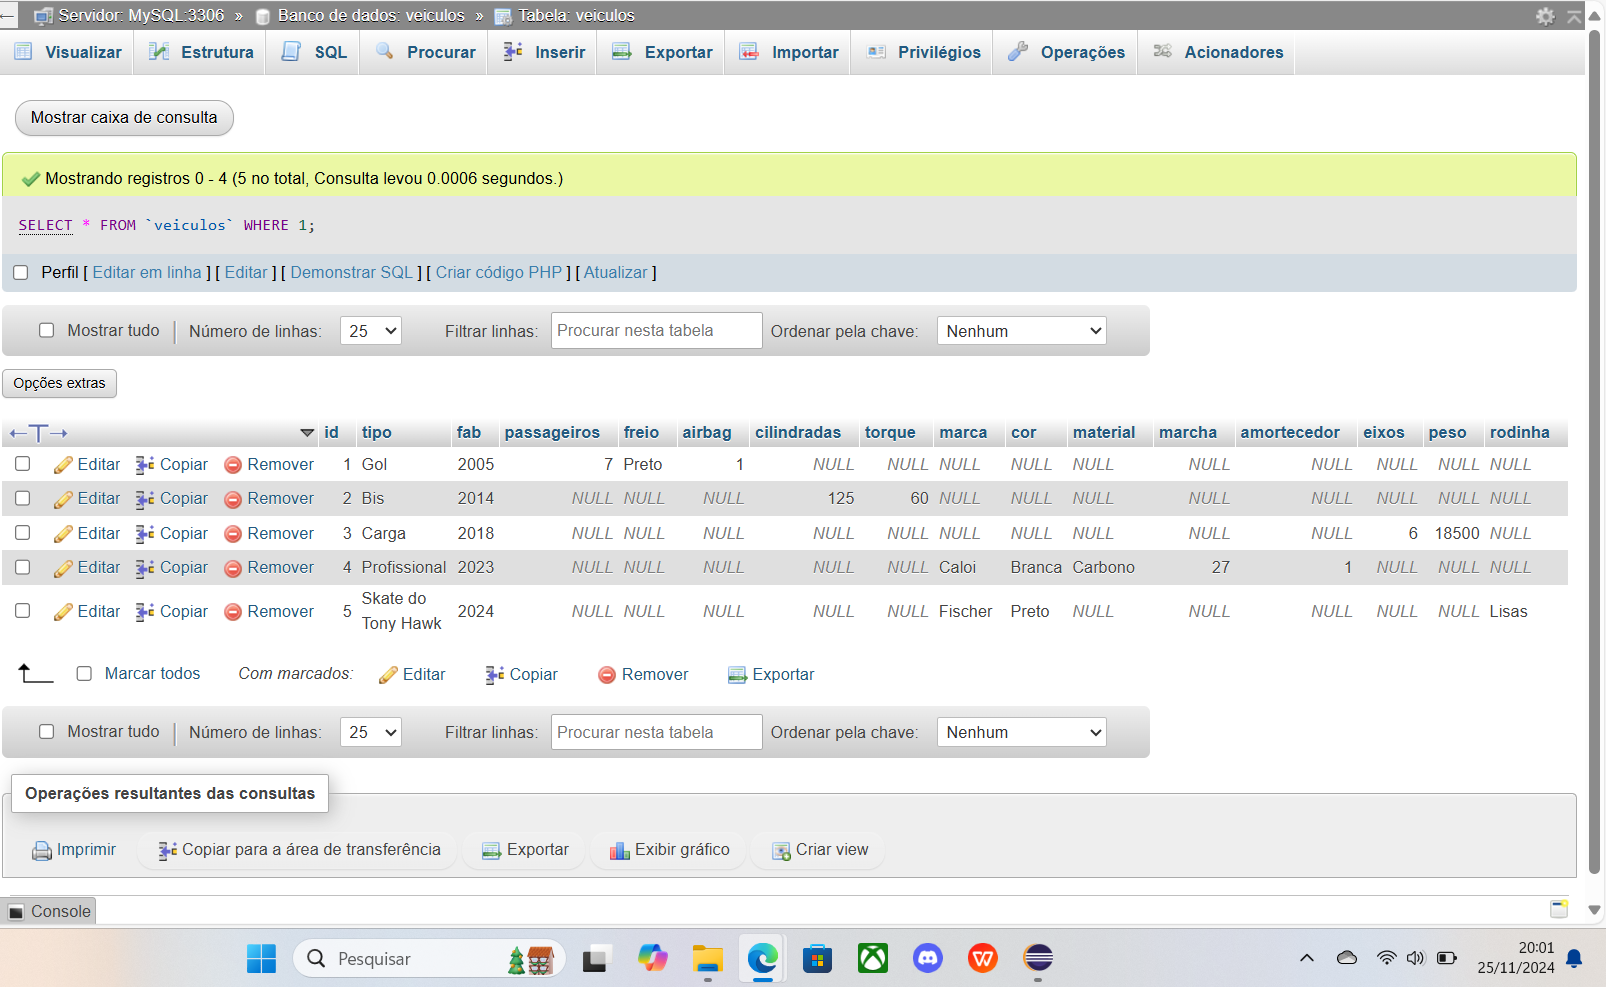 Servidor: MySQL:3306 » Banco de dados: veiculos » Tabela: veiculos
Visualizar Estrutura SQL Procurar Inserir Exportar Importar Privilégios Operações Acionadores
Mostrar caixa de consulta
Mostrando registros 0 - 4 (5 no total, Consulta levou 0.0006 segundos.)
SELECT * FROM `veiculos` WHERE 1;
Perfil [ Editar em linha ] [ Editar ] [ Demonstrar SQL ] [ Criar código PHP ] [ Atualizar ]
Mostrar tudo Número de linhas: 25 Filtrar linhas: Procurar nesta tabela Ordenar pela chave: Nenhum
Opções extras
←T→ id tipo fab passageiros freio airbag cilindradas torque marca cor material marcha amortecedor eixos peso rodinha
Editar Copiar Remover 1 Gol 2005 7 Preto 1 NULL NULL NULL NULL NULL NULL NULL NULL NULL NULL
Editar Copiar Remover 2 Bis 2014 NULL NULL NULL 125 60 NULL NULL NULL NULL NULL NULL NULL NULL
Editar Copiar Remover 3 Carga 2018 NULL NULL NULL NULL NULL NULL NULL NULL NULL NULL 6 18500 NULL
Editar Copiar Remover 4 Profissional 2023 NULL NULL NULL NULL NULL Caloi Branca Carbono 27 1 NULL NULL NULL
Editar Copiar Remover 5 Skate do Tony Hawk 2024 NULL NULL NULL NULL NULL Fischer Preto NULL NULL NULL NULL NULL Lisas
Marcar todos Com marcados: Editar Copiar Remover Exportar
Mostrar tudo Número de linhas: 25 Filtrar linhas: Procurar nesta tabela Ordenar pela chave: Nenhum
Operações resultantes das consultas
Imprimir Copiar para a área de transferência Exportar Exibir gráfico Criar view
Console
Pesquisar
20:01
25/11/2024